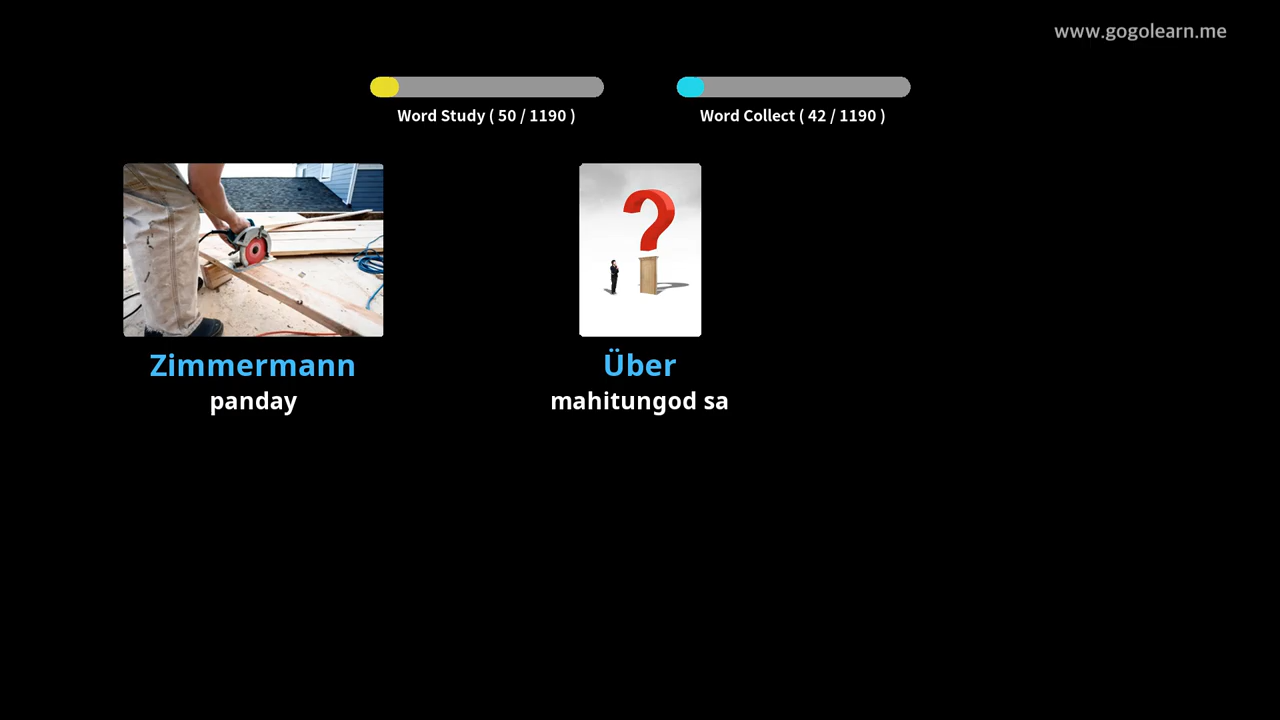 www.gogolearn.me
Word Study ( 50 / 1190 )
Word Collect ( 42 / 1190 )
Zimmermann
panday
Über
mahitungod sa